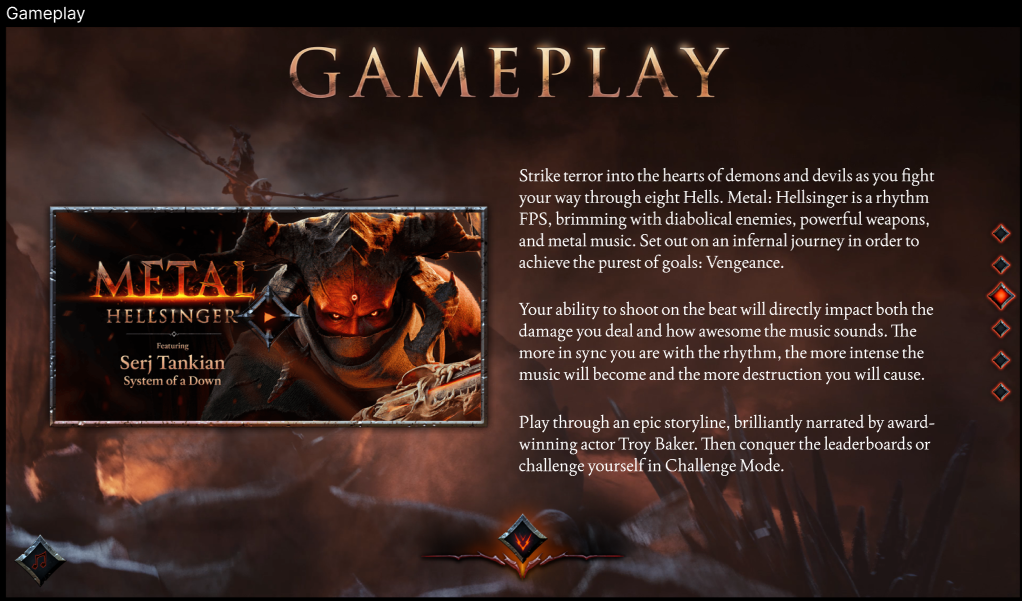 Gameplay
GAMEPLAY
Strike terror into the hearts of demons and devils as you fight
your way through eight Hells. Metal: Hellsinger is a rhythm
FPS, brimming with diabolical enemies, powerful weapons,
and metal music. Set out on an infernal journey in order to
achieve the purest of goals: Vengeance.
Your ability to shoot on the beat will directly impact both the
damage you deal and how awesome the music sounds. The
more in sync you are with the rhythm, the more intense the
music will become and the more destruction you will cause.
Play through an epic storyline, brilliantly narrated by award-
winning actor Troy Baker. Then conquer the leaderboards or
challenge yourself in Challenge Mode.
METAL
HELLSINGER
Featuring
Serj Tankian
System of a Down